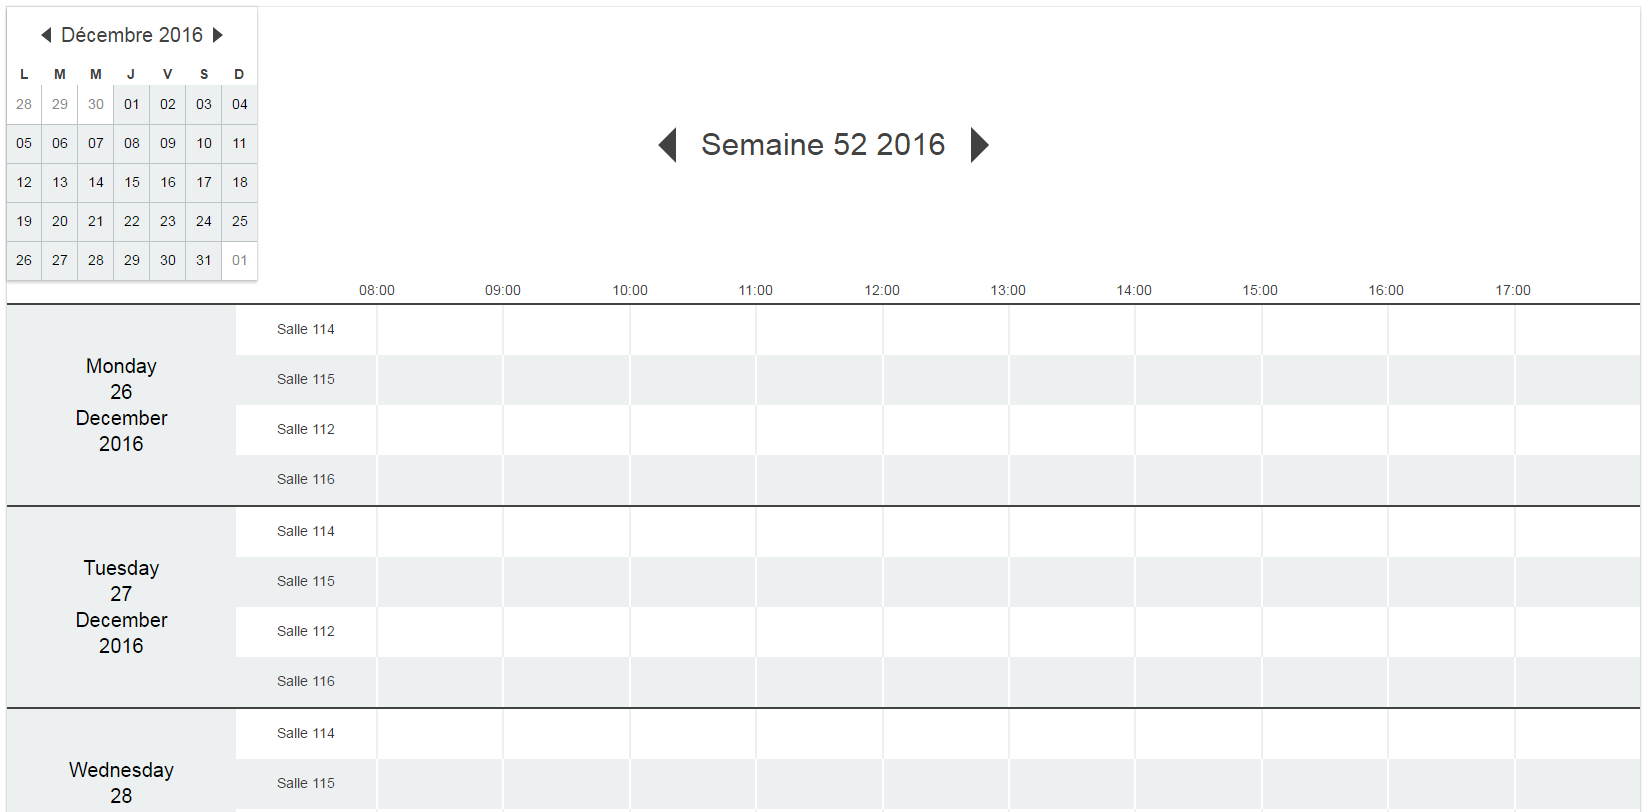 Décembre 2016
L M M J V S D
28 29 30 01 02 03 04
05 06 07 08 09 10 11
12 13 14 15 16 17 18
19 20 21 22 23 24 25
26 27 28 29 30 31 01
Semaine 52 2016
08:00 09:00 10:00 11:00 12:00 13:00 14:00 15:00 16:00 17:00
Monday
26
December
2016
Salle 114
Salle 115
Salle 112
Salle 116
Tuesday
27
December
2016
Salle 114
Salle 115
Salle 112
Salle 116
Wednesday
28
Salle 114
Salle 115